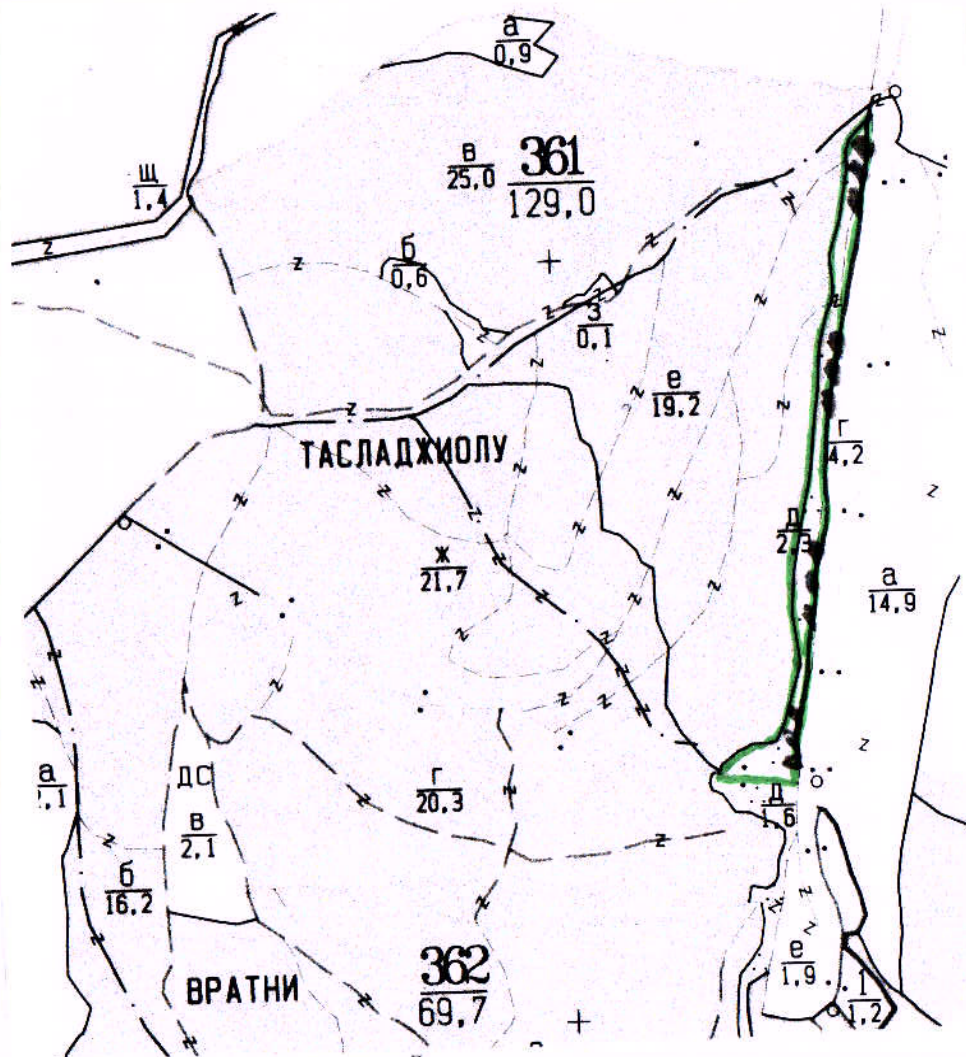 а
0,9
в
25,0
361
129,0
Щ
1,4
б
0,6
З
0,1
е
19,2
ТАСЛАДЖИОЛУ
г
4,2
Д
2,3
ж
21,7
а
14,9
а
ДС
г
20,3
Д
1,6
в
2,1
б
16,2
362
69,7
ВРАТНИ
е
1,9
1
1,2